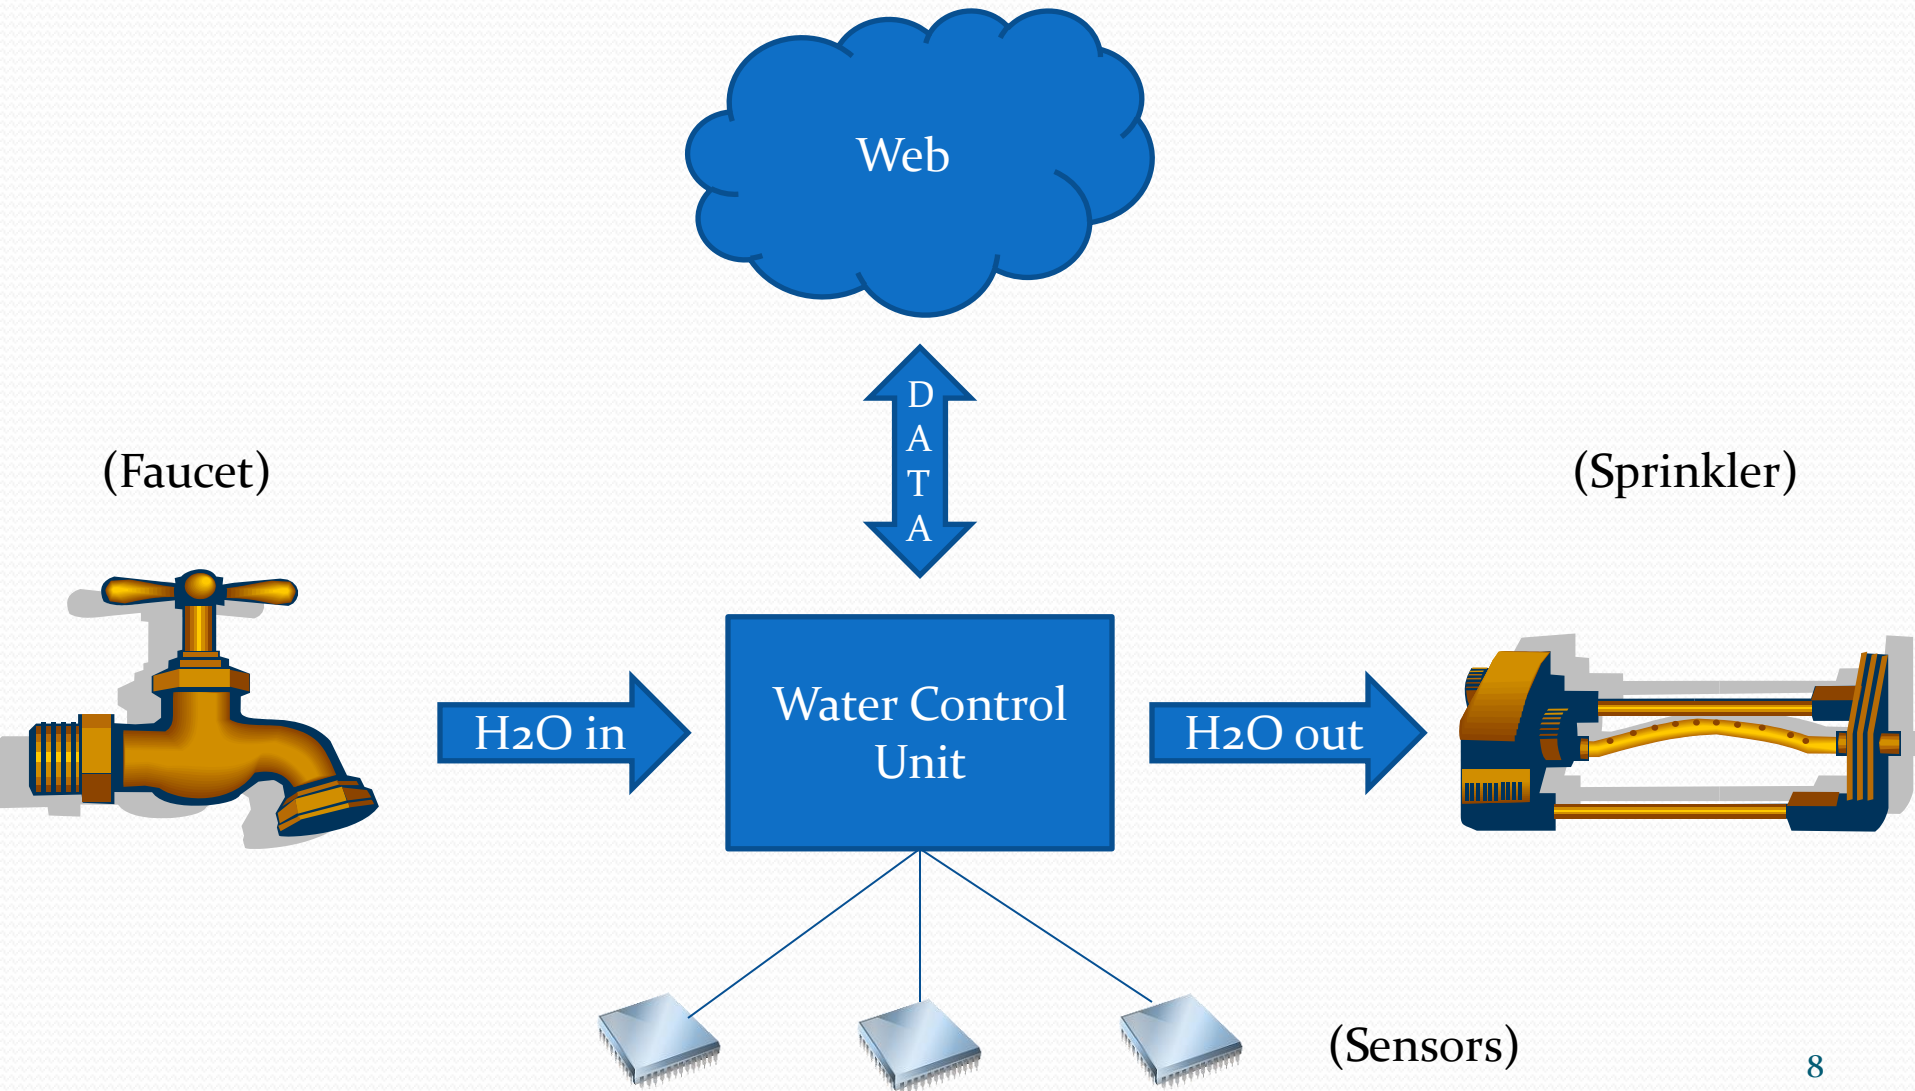 Web
D
A
T
A
(Faucet)
(Sprinkler)
H2O in
Water Control
Unit
H2O out
(Sensors)
8